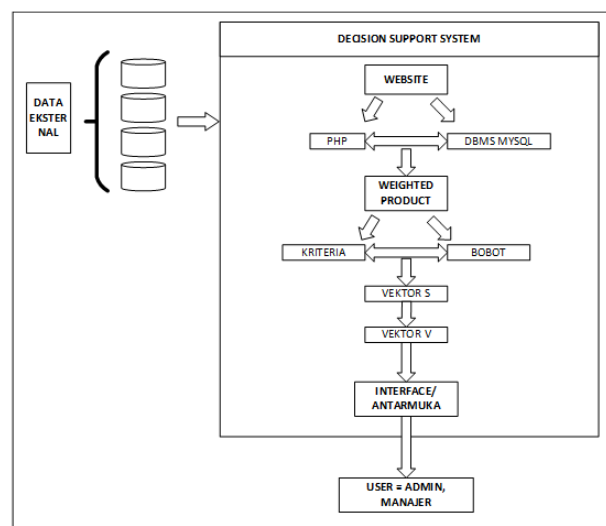 DECISION SUPPORT SYSTEM
WEBSITE
DATA
EKSTER
NAL
PHP
DBMS MYSQL
WEIGHTED
PRODUCT
KRITERIA
BOBOT
VEKTOR S
VEKTOR V
INTERFACE/
ANTARMUKA
USER = ADMIN,
MANAJER